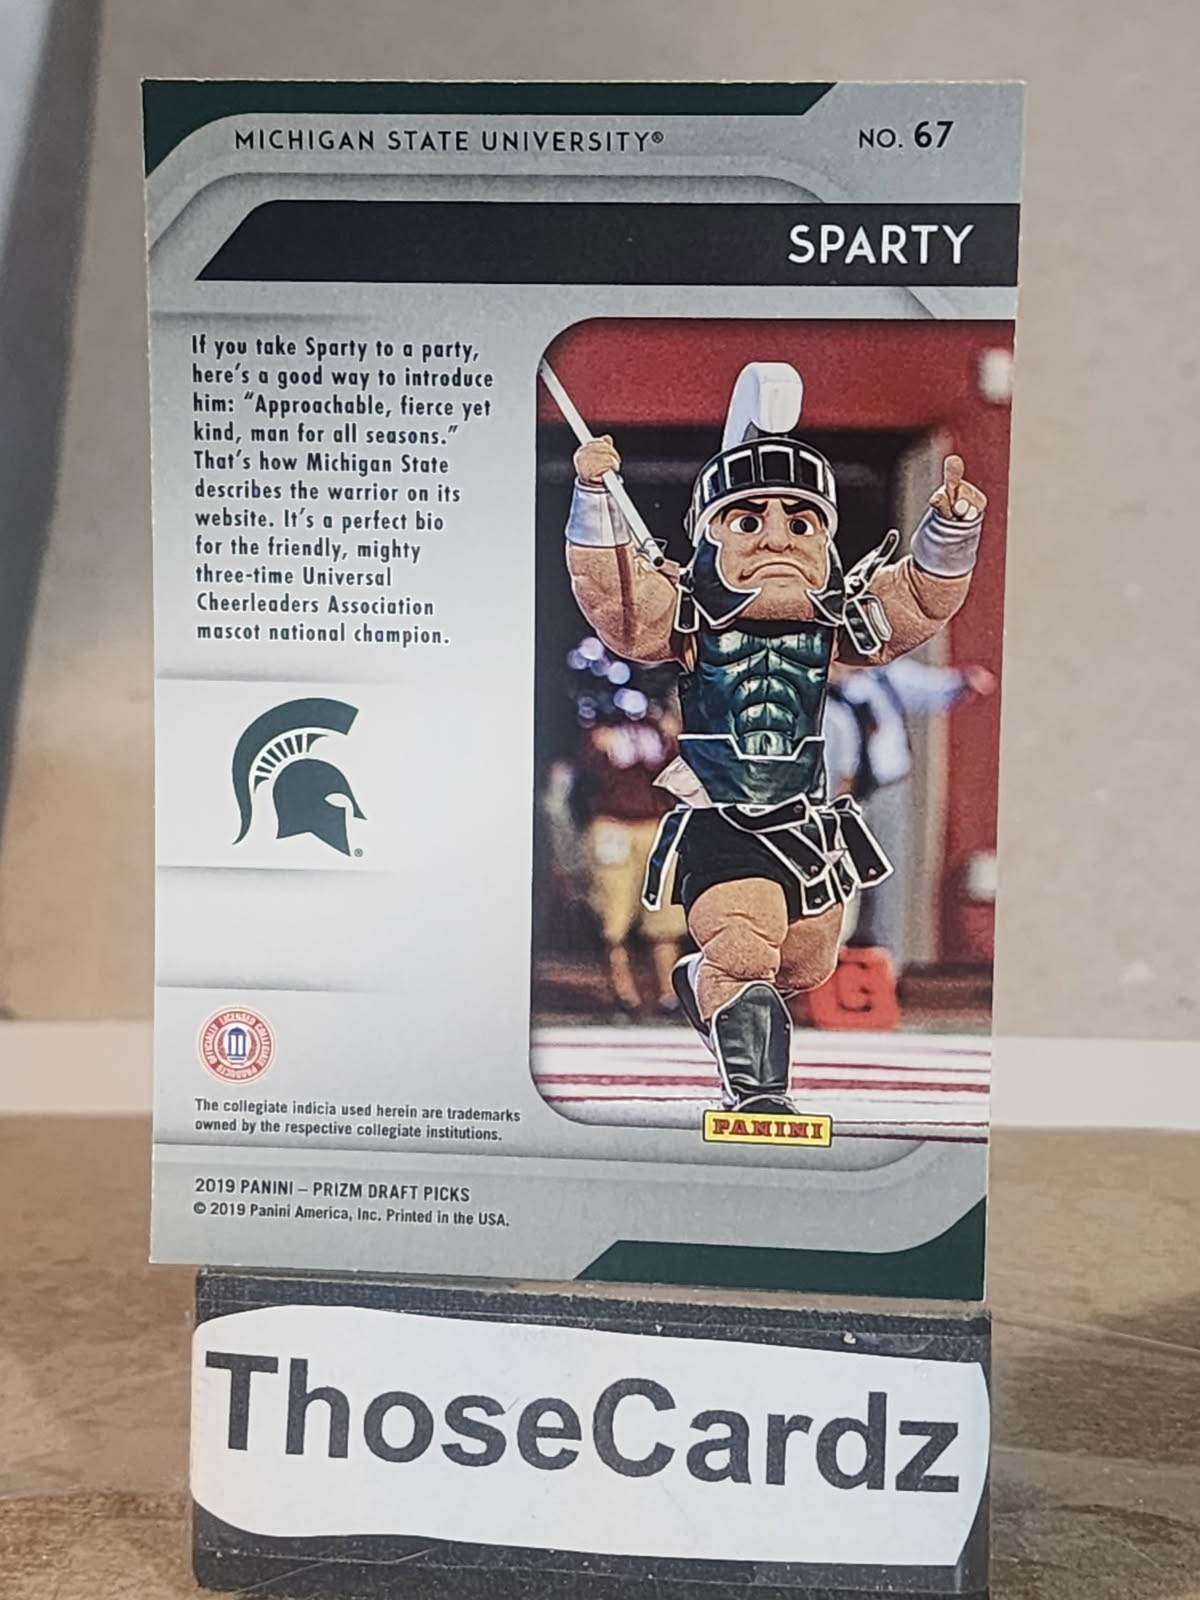 MICHIGAN STATE UNIVERSITY®
NO. 67
SPARTY
If you take Sparty to a party,
here's a good way to introduce
him: "Approachable, fierce yet
kind, man for all seasons."
That's how Michigan State
describes the warrior on its
website. It's a perfect bio
for the friendly, mighty
three-time Universal
Cheerleaders Association
mascot national champion.
®
OFFICIALLY LICENSED COLLEGIATE PRODUCTS
The collegiate indicia used herein are trademarks
owned by the respective collegiate institutions.
PANINI
2019 PANINI – PRIZM DRAFT PICKS
© 2019 Panini America, Inc. Printed in the USA.
ThoseCardz